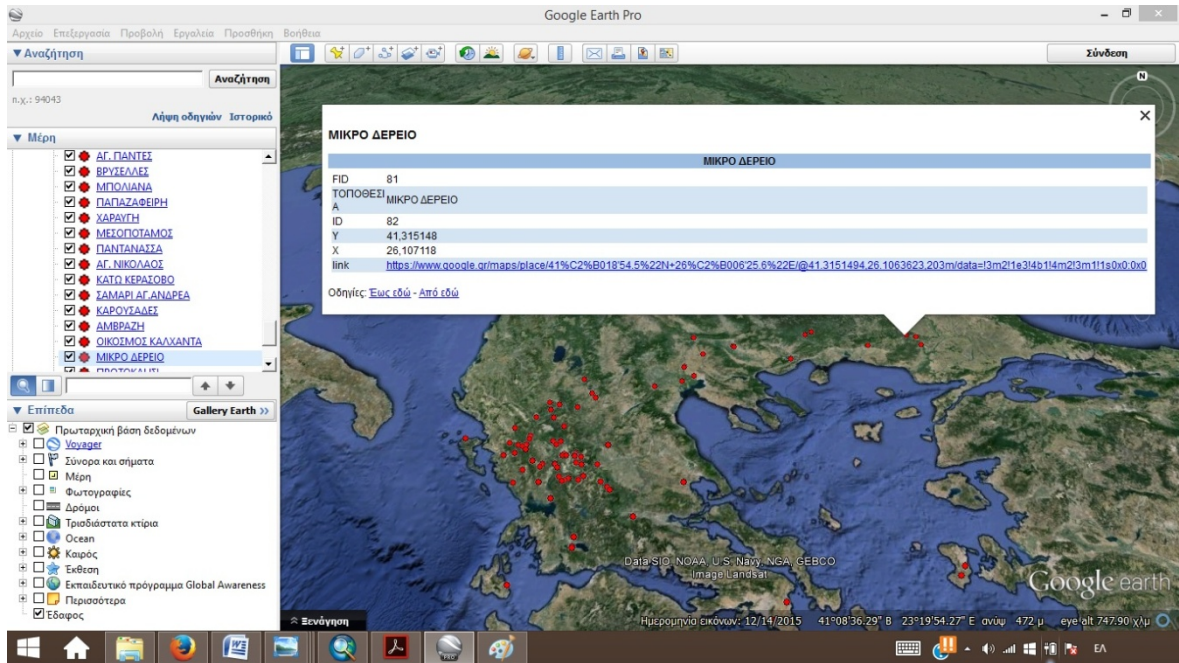 Google Earth Pro
Αρχείο Επεξεργασία Προβολή Εργαλεία Προσθήκη Βοήθεια
Αναζήτηση
Σύνδεση
Αναζήτηση
π.χ.: 94043
Λήψη οδηγιών Ιστορικό
Μέρη
ΑΓ. ΠΑΝΤΕΣ
ΒΡΥΣΕΛΛΕΣ
ΜΠΟΛΙΑΝΑ
ΠΑΠΑΖΑΦΕΙΡΗ
ΧΑΡΑΥΓΗ
ΜΕΣΟΠΟΤΑΜΟΣ
ΠΑΝΤΑΝΑΣΣΑ
ΑΓ. ΝΙΚΟΛΑΟΣ
ΚΑΤΩ ΚΕΡΑΣΟΒΟ
ΣΑΜΑΡΙ ΑΓ.ΑΝΔΡΕΑ
ΚΑΡΟΥΣΑΔΕΣ
ΑΜΒΡΑΖΗ
ΟΙΚΟΣΜΟΣ ΚΑΛΧΑΝΤΑ
ΜΙΚΡΟ ΔΕΡΕΙΟ
Επίπεδα Gallery Earth >>
Πρωταρχική βάση δεδομένων
Voyager
Σύνορα και σήματα
Μέρη
Φωτογραφίες
Δρόμοι
Τρισδιάστατα κτίρια
Ocean
Καιρός
Έκθεση
Εκπαιδευτικό πρόγραμμα Global Awareness
Περισσότερα
Έδαφος
N
ΜΙΚΡΟ ΔΕΡΕΙΟ
ΜΙΚΡΟ ΔΕΡΕΙΟ
FID 81
ΤΟΠΟΘΕΣΙ
Α ΜΙΚΡΟ ΔΕΡΕΙΟ
ID 82
Y 41,315148
X 26,107118
link https://www.google.gr/maps/place/41%C2%B018'54.5%22N+26%C2%B006'25.6%22E/@41.3151494,26.1063623,203m/data=!3m2!1e3!4b1!4m2!3m1!1s0x0:0x0
Οδηγίες: Έως εδώ - Από εδώ
Data SIO, NOAA, U.S. Navy, NGA, GEBCO
Image Landsat
Google earth
Ξενάγηση
Ημερομηνία εικόνων: 12/14/2015 41°08'36.29" Β 23°19'54.27" Ε ανύψ 472 μ eye alt 747.90 χλμ
PRO
ΕΛ